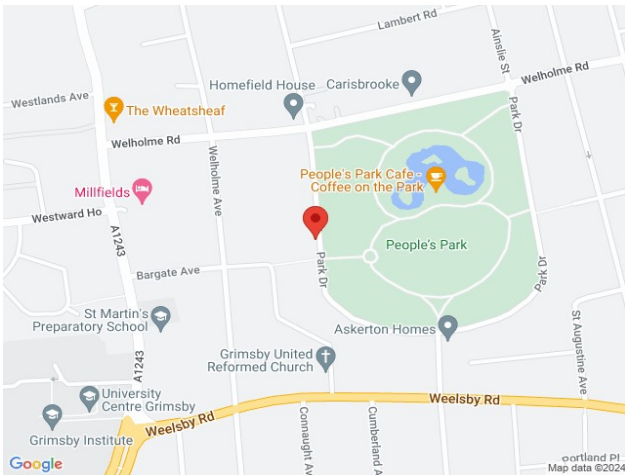 Lambert Rd
Ainslie St
Welholme Rd
Homefield House
Carisbrooke
Westlands Ave
The Wheatsheaf
Park Dr
Welholme Rd
Welholme Ave
People's Park Cafe -
Coffee on the Park
Millfields
Westward Ho
A1243
People's Park
Park Dr
Bargate Ave
Park Dr
St Martin's
Preparatory School
Askerton Homes
St Augustine Ave
Grimsby United
Reformed Church
A1243
University
Centre Grimsby
Weelsby Rd
Weelsby Rd
Grimsby Institute
Connaught Av
Cumberland A
Portland Pl
Google
Map data ©2024